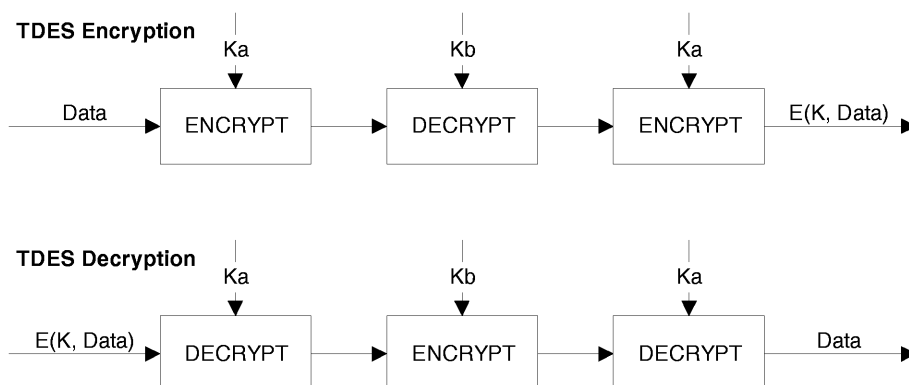 TDES Encryption
Ka
Kb
Ka
Data
ENCRYPT
DECRYPT
ENCRYPT
E(K, Data)
TDES Decryption
Ka
Kb
Ka
E(K, Data)
DECRYPT
ENCRYPT
DECRYPT
Data